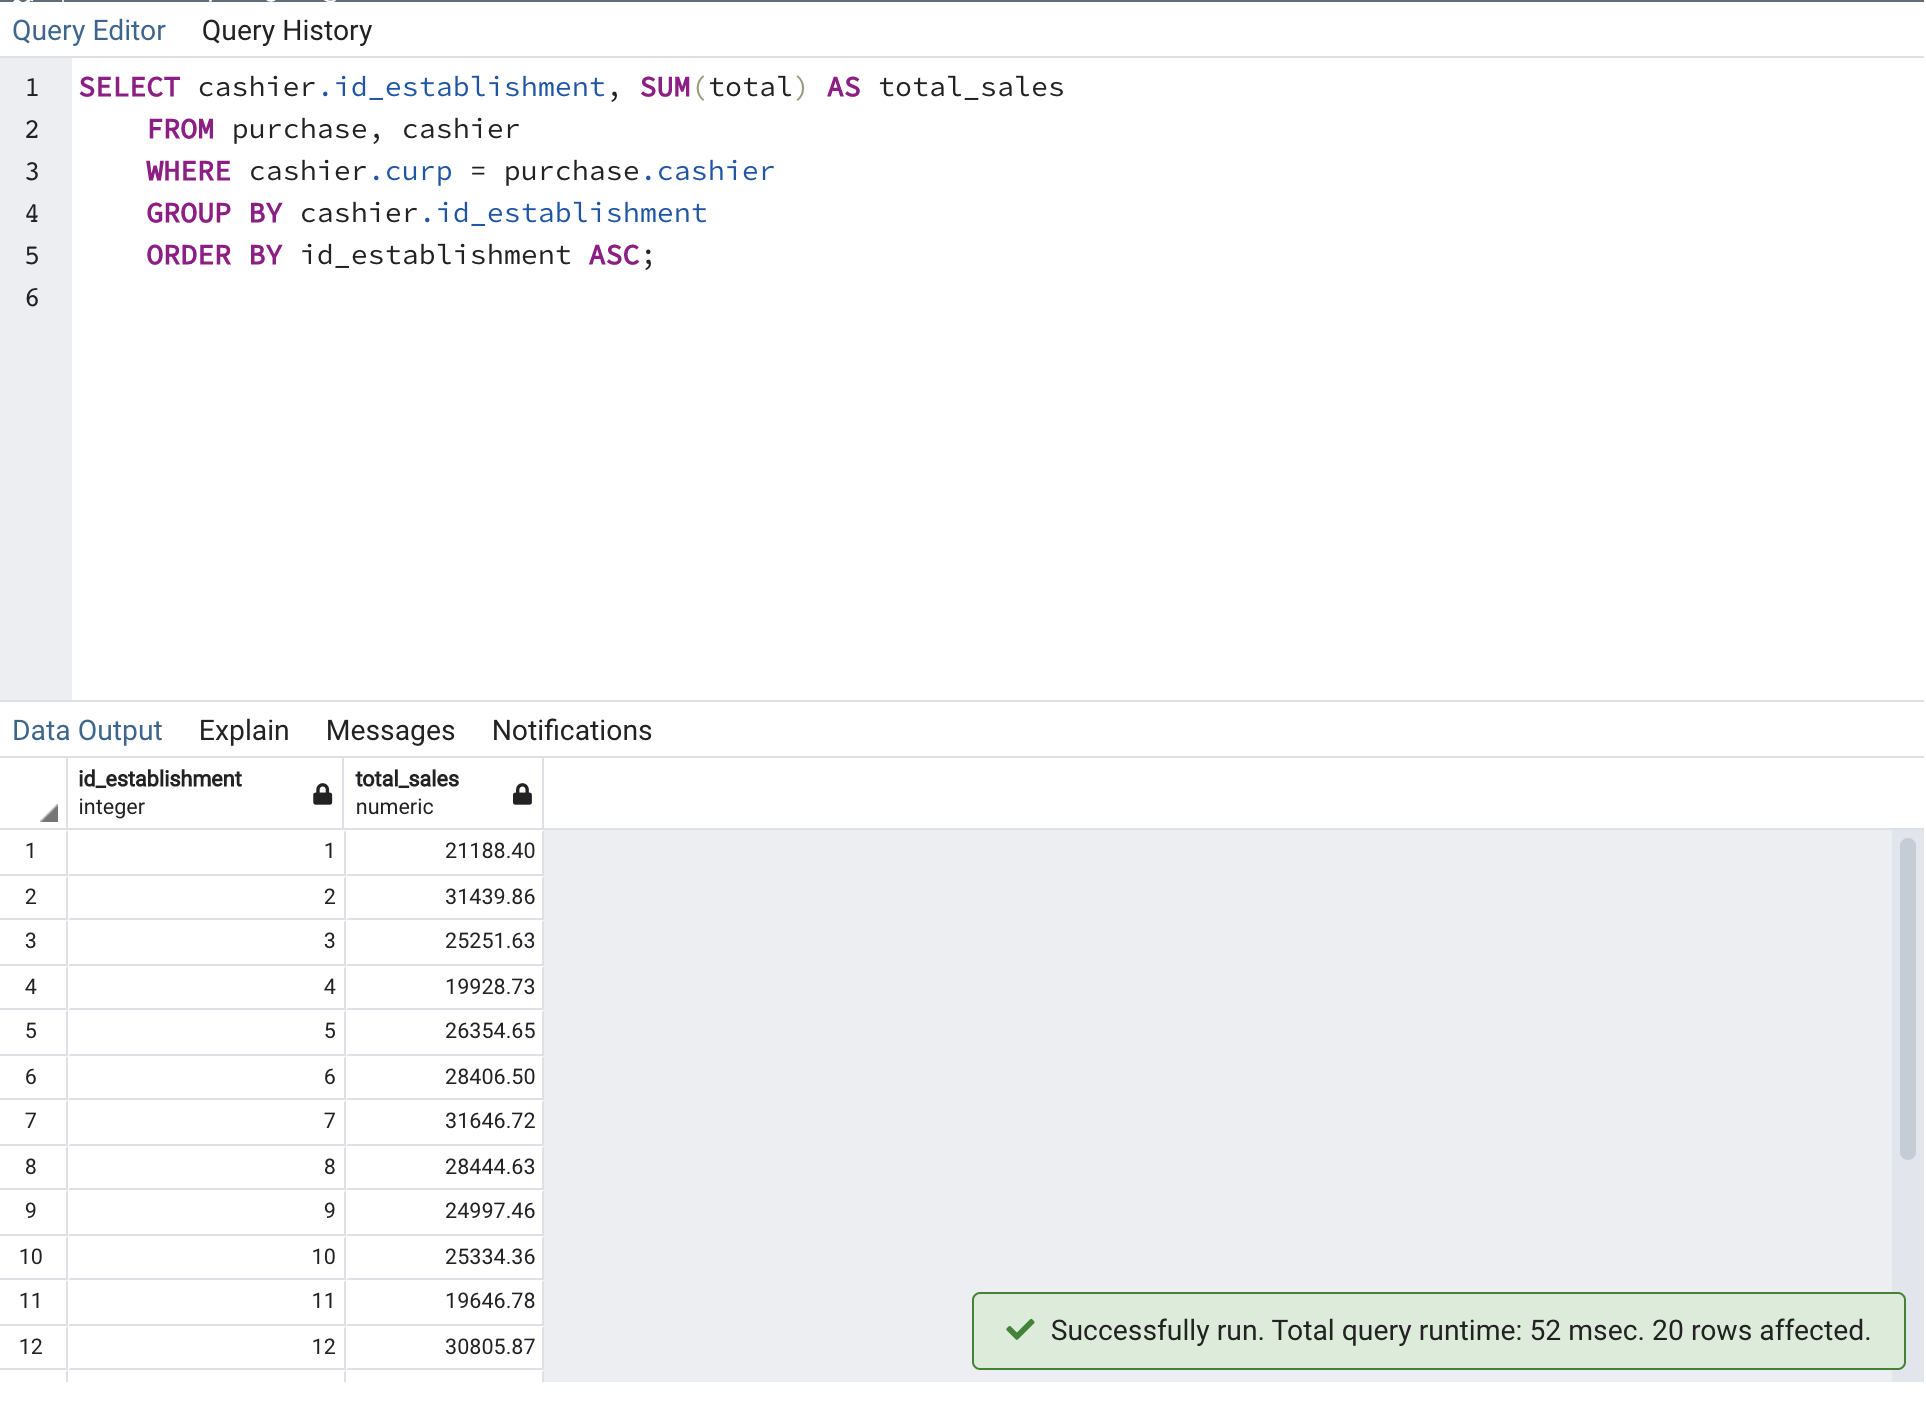 Query Editor Query History
1 SELECT cashier.id_establishment, SUM(total) AS total_sales
2 FROM purchase, cashier
3 WHERE cashier.curp = purchase.cashier
4 GROUP BY cashier.id_establishment
5 ORDER BY id_establishment ASC;
6
Data Output Explain Messages Notifications
id_establishment total_sales
integer numeric
1 1 21188.40
2 2 31439.86
3 3 25251.63
4 4 19928.73
5 5 26354.65
6 6 28406.50
7 7 31646.72
8 8 28444.63
9 9 24997.46
10 10 25334.36
11 11 19646.78
12 12 30805.87
Successfully run. Total query runtime: 52 msec. 20 rows affected.